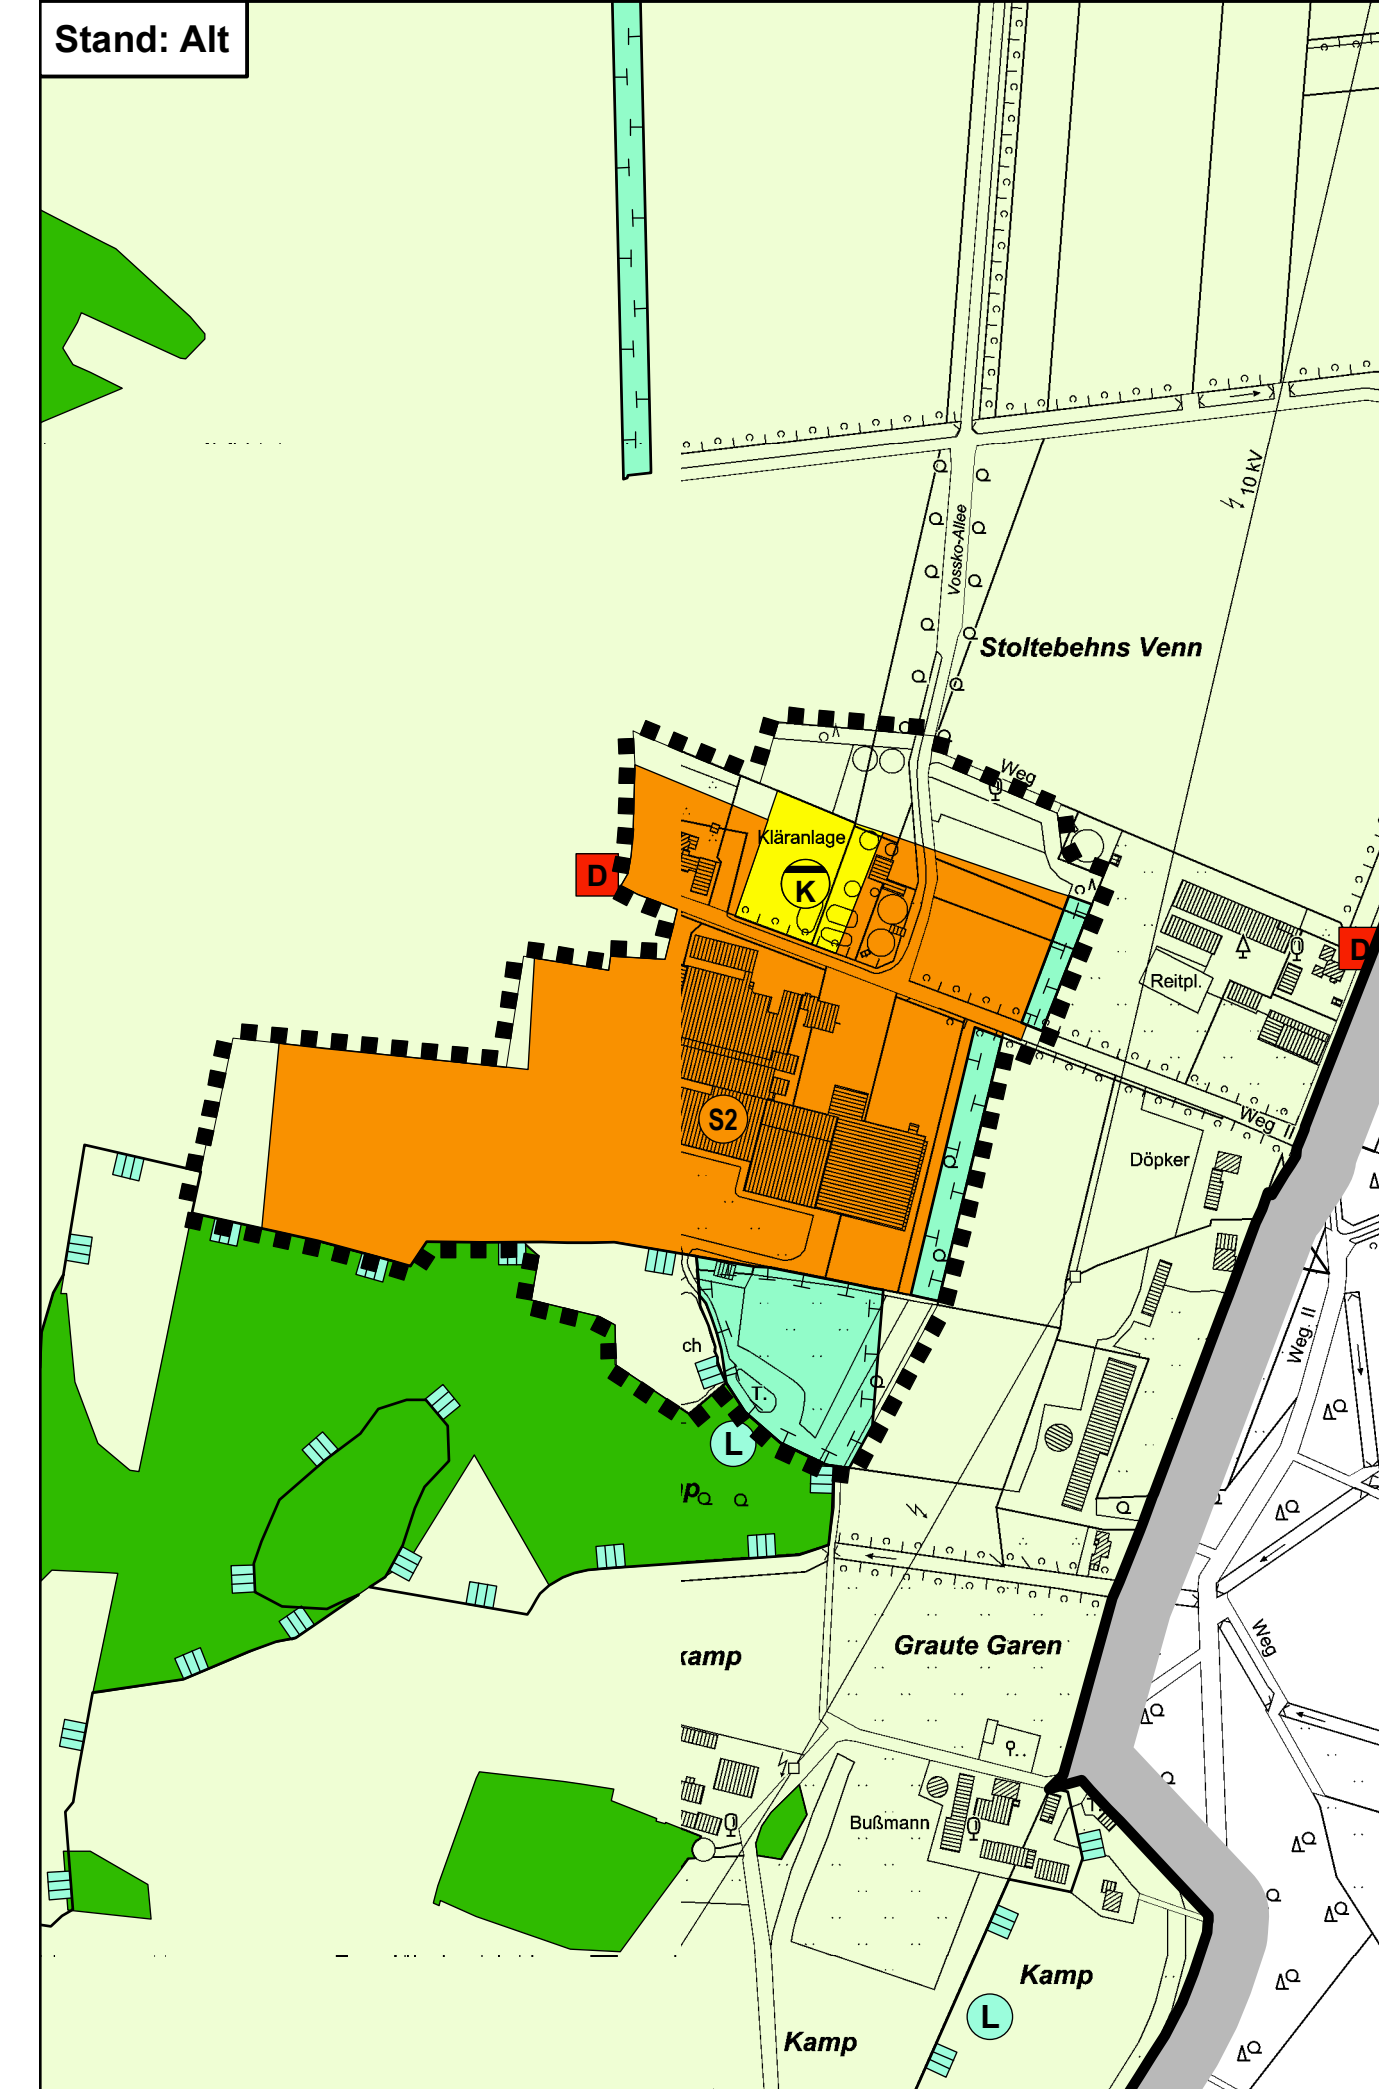 Stand: Alt
10 kV
Vossko-Allee
Stoltebehns Venn
Weg
Kläranlage
K
D
D
Reitpl.
S2
Weg II
Döpker
Weg. II
ch
T.
L
Graute Garen
Weg
kamp
Bußmann
Kamp
L
Kamp